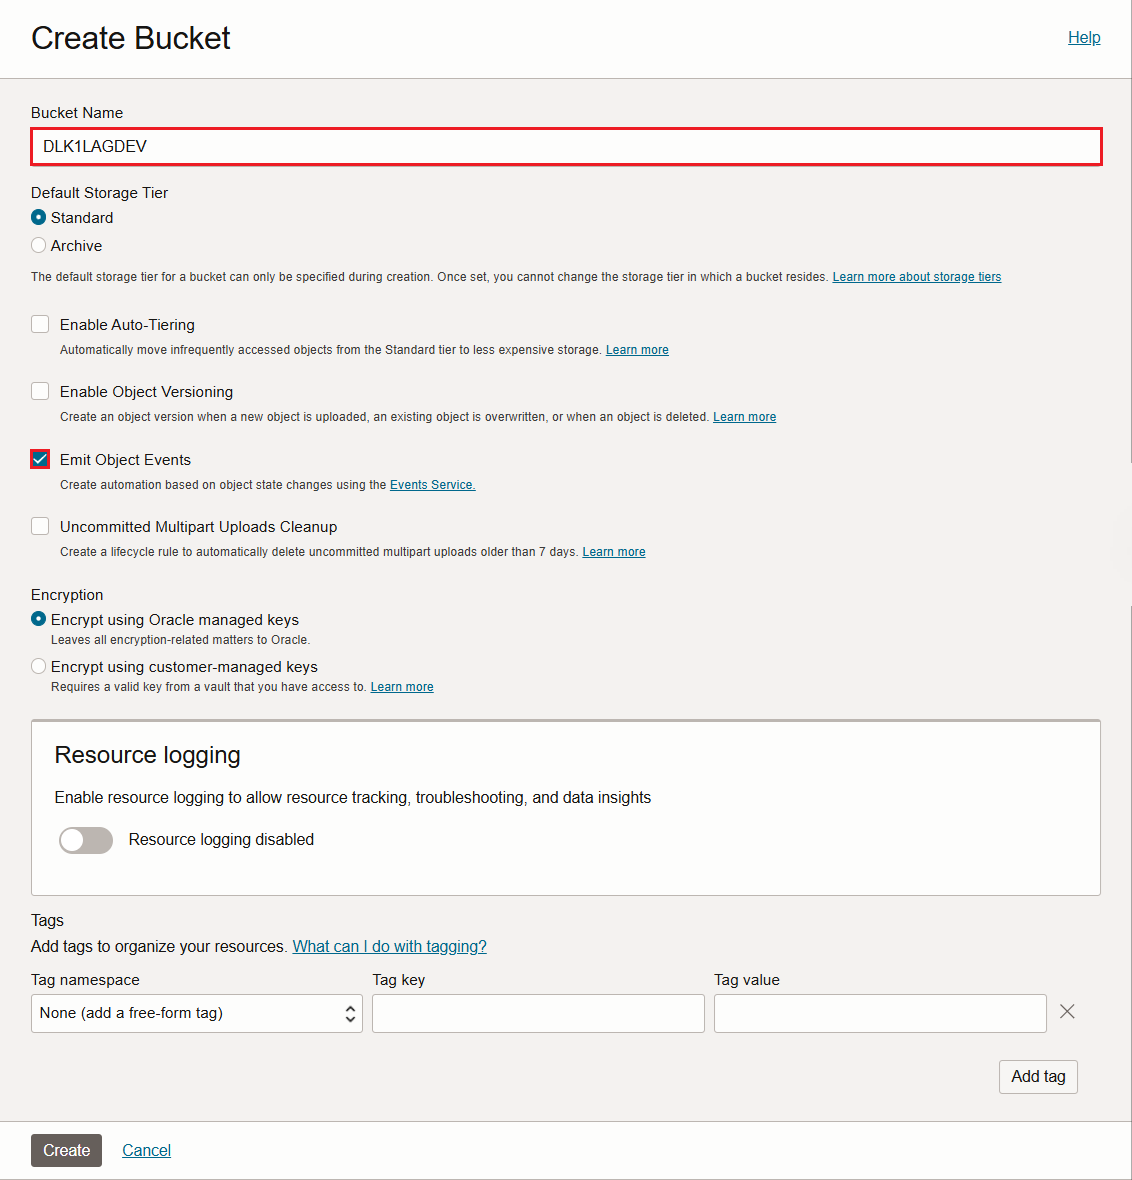 Create Bucket
Help
Bucket Name
DLK1LAGDEV
Default Storage Tier
Standard
Archive
The default storage tier for a bucket can only be specified during creation. Once set, you cannot change the storage tier in which a bucket resides. Learn more about storage tiers
Enable Auto-Tiering
Automatically move infrequently accessed objects from the Standard tier to less expensive storage. Learn more
Enable Object Versioning
Create an object version when a new object is uploaded, an existing object is overwritten, or when an object is deleted. Learn more
Emit Object Events
Create automation based on object state changes using the Events Service.
Uncommitted Multipart Uploads Cleanup
Create a lifecycle rule to automatically delete uncommitted multipart uploads older than 7 days. Learn more
Encryption
Encrypt using Oracle managed keys
Leaves all encryption-related matters to Oracle.
Encrypt using customer-managed keys
Requires a valid key from a vault that you have access to. Learn more
Resource logging
Enable resource logging to allow resource tracking, troubleshooting, and data insights
Resource logging disabled
Tags
Add tags to organize your resources. What can I do with tagging?
Tag namespace
Tag key
Tag value
None (add a free-form tag)
Add tag
Create
Cancel